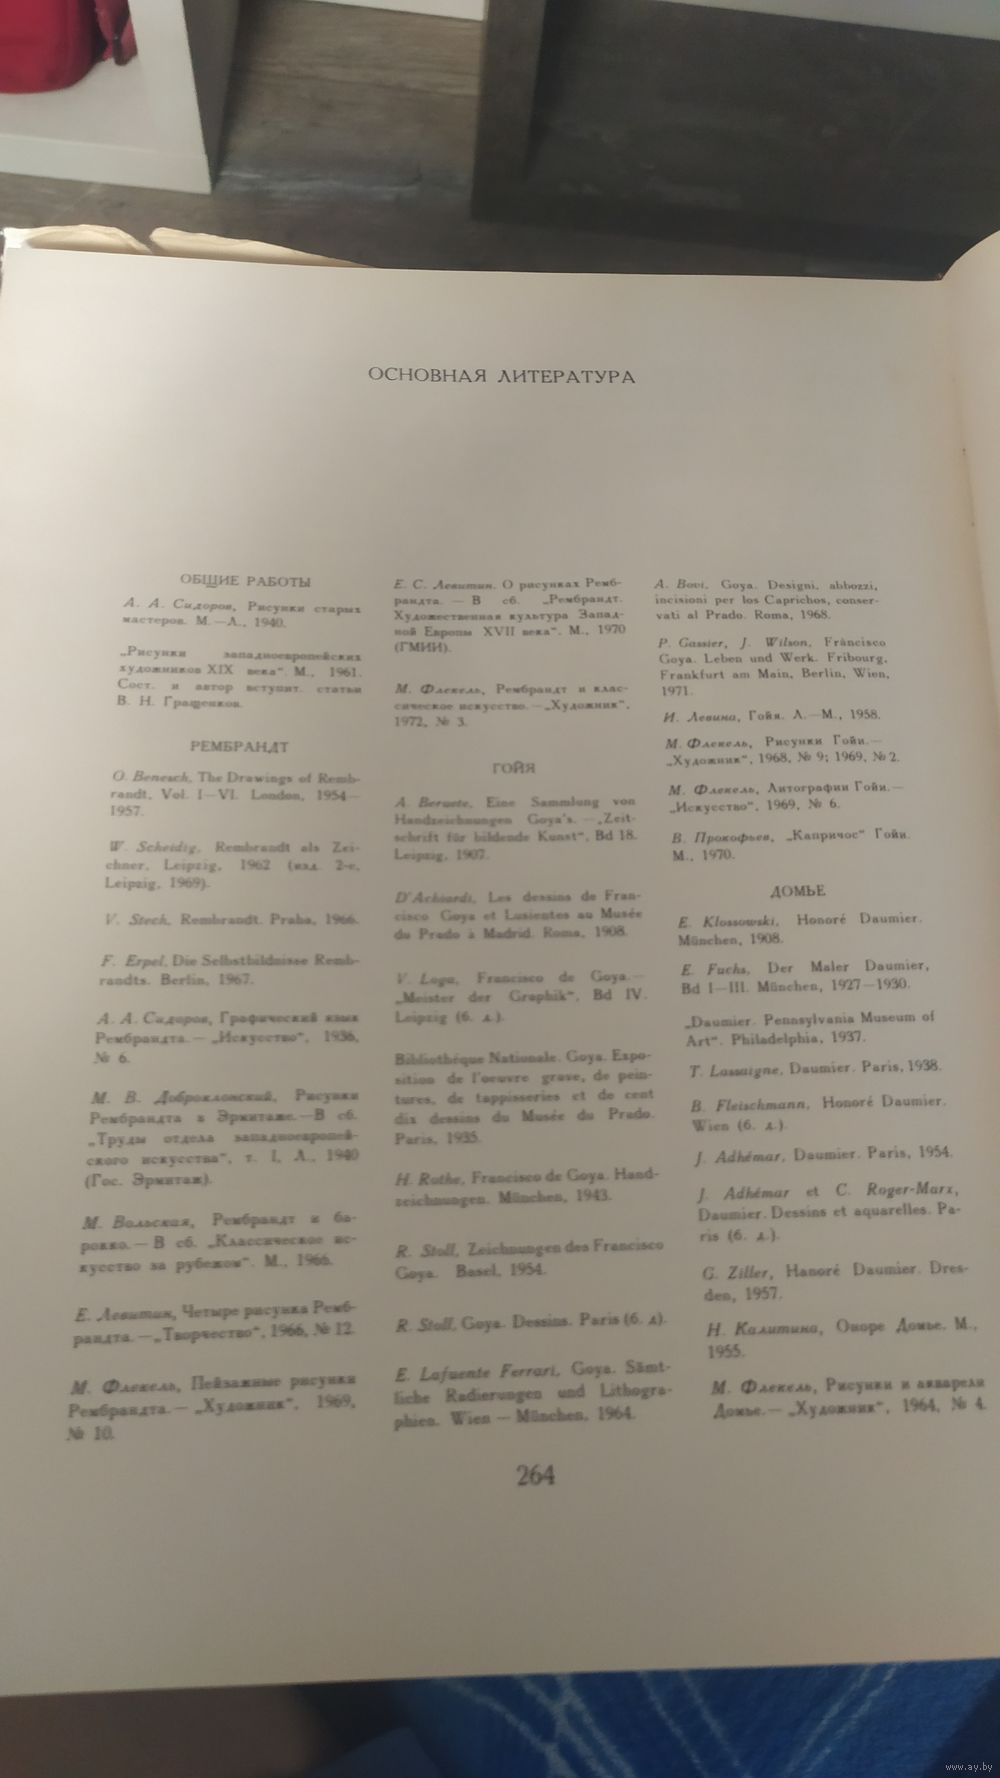 ОСНОВНАЯ ЛИТЕРАТУРА
ОБЩИЕ РАБОТЫ
А. А. Сидоров, Рисунки старых
мастеров. М.—Л., 1940.
„Рисунки западноевропейских
художников XIX века“. М., 1961.
Сост. и автор вступит. статьи
В. Н. Гращенков.
РЕМБРАНДТ
O. Benesch, The Drawings of Remb-
randt, Vol. I—VI. London, 1954—
1957.
W. Scheidig, Rembrandt als Zei-
chner, Leipzig, 1962 (изд. 2-е,
Leipzig, 1969).
V. Stech, Rembrandt. Praha, 1966.
F. Erpel, Die Selbstbildnisse Remb-
randts. Berlin, 1967.
А. А. Сидоров, Графический язык
Рембрандта.— „Искусство“, 1936,
№ 6.
М. В. Доброклонский, Рисунки
Рембрандта в Эрмитаже.—В сб.
„Труды отдела западноевропей-
ского искусства“, т. I, Л., 1940
(Гос. Эрмитаж).
М. Вольская, Рембрандт и ба-
рокко.— В сб. „Классическое ис-
кусство за рубежом“. М., 1966.
Е. Левитин, Четыре рисункаRemб-
рандта.—„Творчество“, 1966, № 12.
М. Флекель, Пейзажные рисунки
Рембрандта.— „Художник“, 1969,
№ 10.
Е. С. Левитин. О рисунках Ремб-
рандта. — В сб. „Рембрандт.
Художественная культура Запад-
ной Европы XVII века“. М., 1970
(ГМИИ).
М. Флекель, Рембрандт и клас-
сическое искусство.—„Художник“,
1972, № 3.
ГОЙЯ
A. Beruete, Eine Sammlung von
Handzeichnungen Goya's.—„Zeit-
schrift für bildende Kunst“, Bd 18.
Leipzig, 1907.
D'Achiardi, Les dessins de Fran-
cisco Goya et Lusientes au Musée
du Prado à Madrid. Roma, 1908.
V. Loga, Francisco de Goya.—
„Meister der Graphik“, Bd IV.
Leipzig (б. д.).
Bibliothéque Nationale. Goya. Expo-
sition de l'oeuvre grave, de pein-
tures, de tappisseries et de cent
dix dessins du Musée du Prado.
Paris, 1935.
H. Rothe, Francisco de Goya. Hand-
zeichnungen. München, 1943.
R. Stoll, Zeichnungen des Francisco
Goya. Basel, 1954.
R. Stoll, Goya. Dessins. Paris (б. д).
E. Lafuente Ferrari, Goya. Sämt-
liche Radierungen und Lithogra-
phien. Wien — München, 1964.
A. Bovi, Goya. Designi, abbozzi,
incisioni per los Caprichos, conser-
vati al Prado. Roma, 1968.
P. Gassier, J. Wilson, Fráncisco
Goya. Leben und Werk. Fribourg,
Frankfurt am Main, Berlin, Wien,
1971.
И. Левина, Гойя. Л.—М., 1958.
М. Флекель, Рисунки Гойи.—
„Художник“, 1968, № 9; 1969, № 2.
М. Флекель, Литографии Гойи.—
„Искусство“, 1969, № 6.
В. Прокофьев, „Капричос“ Гойи.
М., 1970.
ДОМЬЕ
E. Klossowski, Honoré Daumier.
München, 1908.
E. Fuchs, Der Maler Daumier,
Bd I—III. München, 1927—1930.
„Daumier. Pennsylvania Museum of
Art“. Philadelphia, 1937.
T. Lassaigne, Daumier. Paris, 1938.
B. Fleischmann, Honoré Daumier.
Wien (б. д.).
J. Adhémar, Daumier. Paris, 1954.
J. Adhémar et C. Roger-Marx,
Daumier. Dessins et aquarelles. Pa-
ris (б. д.).
G. Ziller, Hanoré Daumier. Dres-
den, 1957.
Н. Калитина, Оноре Домье. М.,
1955.
М. Флекель, Рисунки и акварели
Домье.— „Художник“, 1964, № 4.
264
www.ay.by